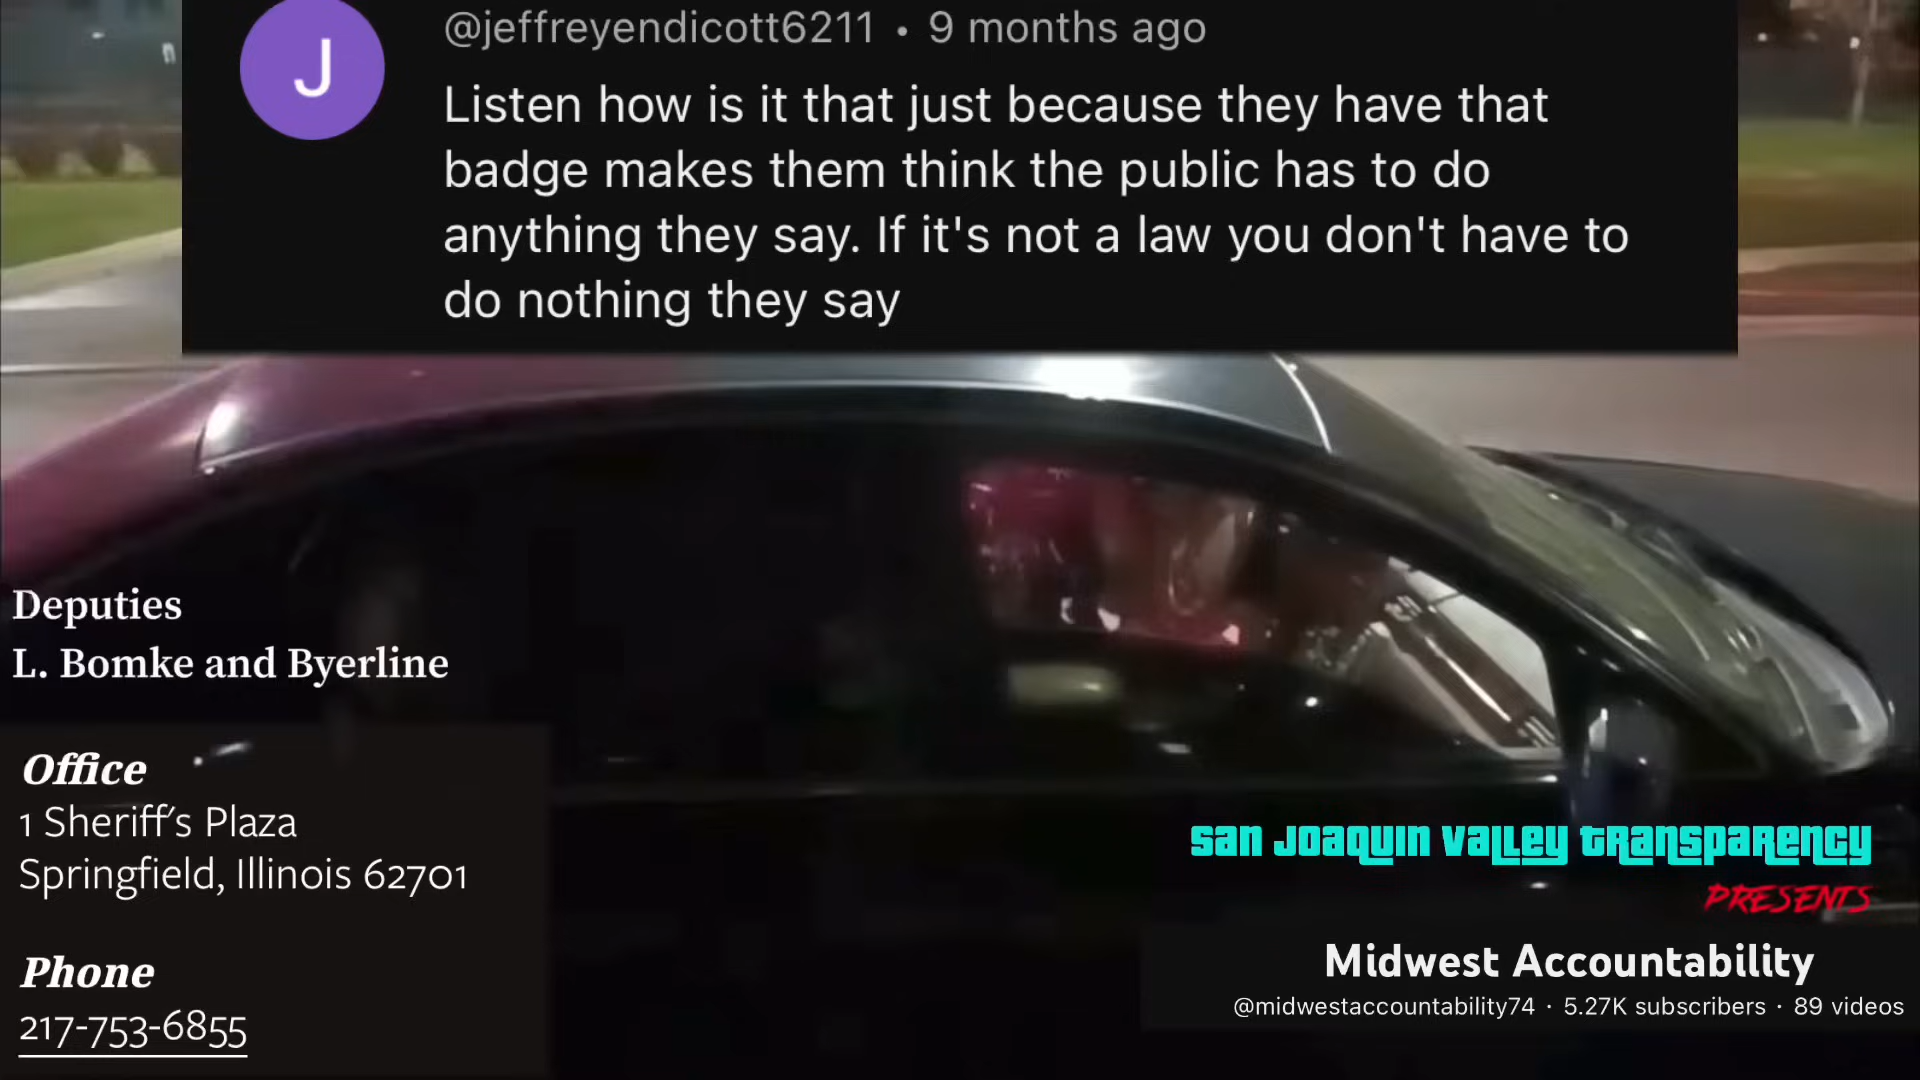 J
@jeffreyendicott6211 • 9 months ago
Listen how is it that just because they have that
badge makes them think the public has to do
anything they say. If it's not a law you don't have to
do nothing they say
Deputies
L. Bomke and Byerline
Office
1 Sheriff's Plaza
Springfield, Illinois 62701
Phone
217-753-6855
San Joaquin Valley Transparency
PRESENTS
Midwest Accountability
@midwestaccountability74 · 5.27K subscribers · 89 videos